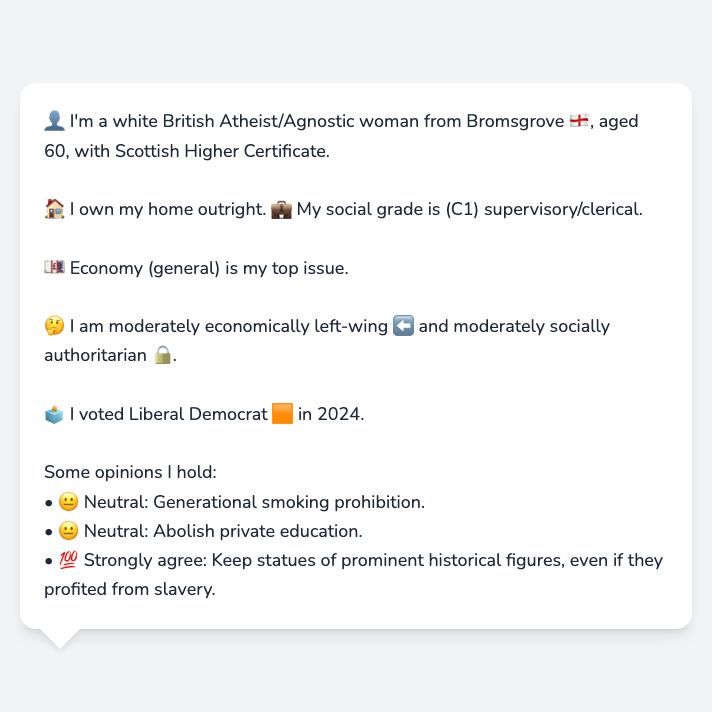 👤 I'm a white British Atheist/Agnostic woman from Bromsgrove 🏴󠁧󠁢󠁥󠁮󠁧󠁿, aged
60, with Scottish Higher Certificate.
🏠 I own my home outright. 💼 My social grade is (C1) supervisory/clerical.
💷 Economy (general) is my top issue.
🤔 I am moderately economically left-wing ⬅️ and moderately socially
authoritarian 🔒.
🗳️ I voted Liberal Democrat 🟧 in 2024.
Some opinions I hold:
• 😐 Neutral: Generational smoking prohibition.
• 😐 Neutral: Abolish private education.
• 💯 Strongly agree: Keep statues of prominent historical figures, even if they
profited from slavery.